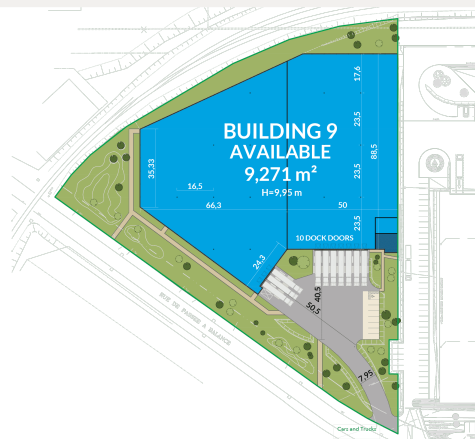 17,6
BUILDING 9
AVAILABLE
9,271 m²
H=9,95 m
23,5
88,5
35,33
23,5
16,5
66,3
50
23,5
10 DOCK DOORS
24,3
40,5
50,5
RUE DE PARNER A BALANCE
7,95
Cars and Trucks